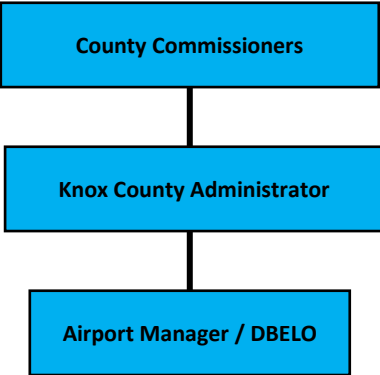 County Commissioners
Knox County Administrator
Airport Manager / DBELO